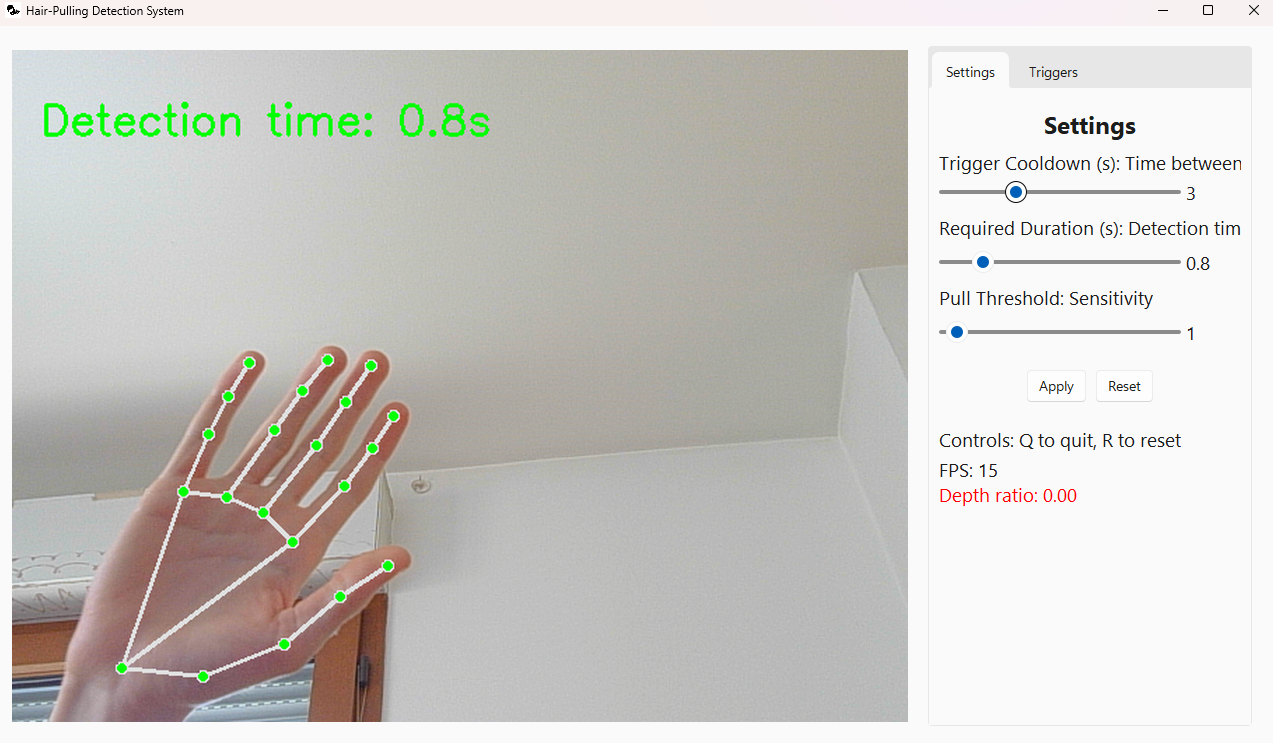 Hair-Pulling Detection System
Detection time: 0.8s
Settings
Triggers
Settings
Trigger Cooldown (s): Time between
3
Required Duration (s): Detection tim
0.8
Pull Threshold: Sensitivity
1
Apply
Reset
Controls: Q to quit, R to reset
FPS: 15
Depth ratio: 0.00